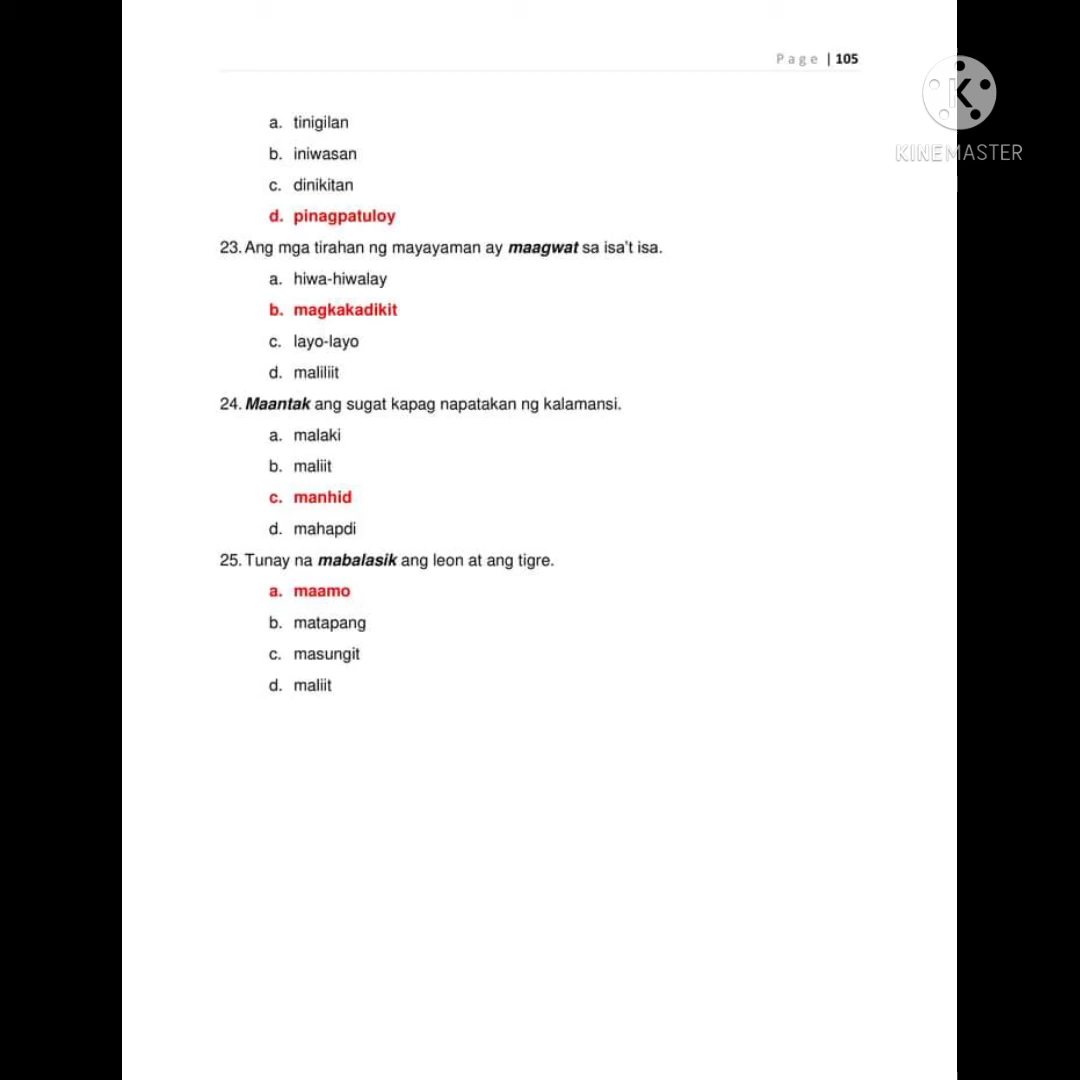 Page | 105
KINEMASTER
a. tinigilan
b. iniwasan
c. dinikitan
d. pinagpatuloy
23. Ang mga tirahan ng mayayaman ay maagwat sa isa't isa.
a. hiwa-hiwalay
b. magkakadikit
c. layo-layo
d. maliliit
24. Maantak ang sugat kapag napatakan ng kalamansi.
a. malaki
b. maliit
c. manhid
d. mahapdi
25. Tunay na mabalasik ang leon at ang tigre.
a. maamo
b. matapang
c. masungit
d. maliit